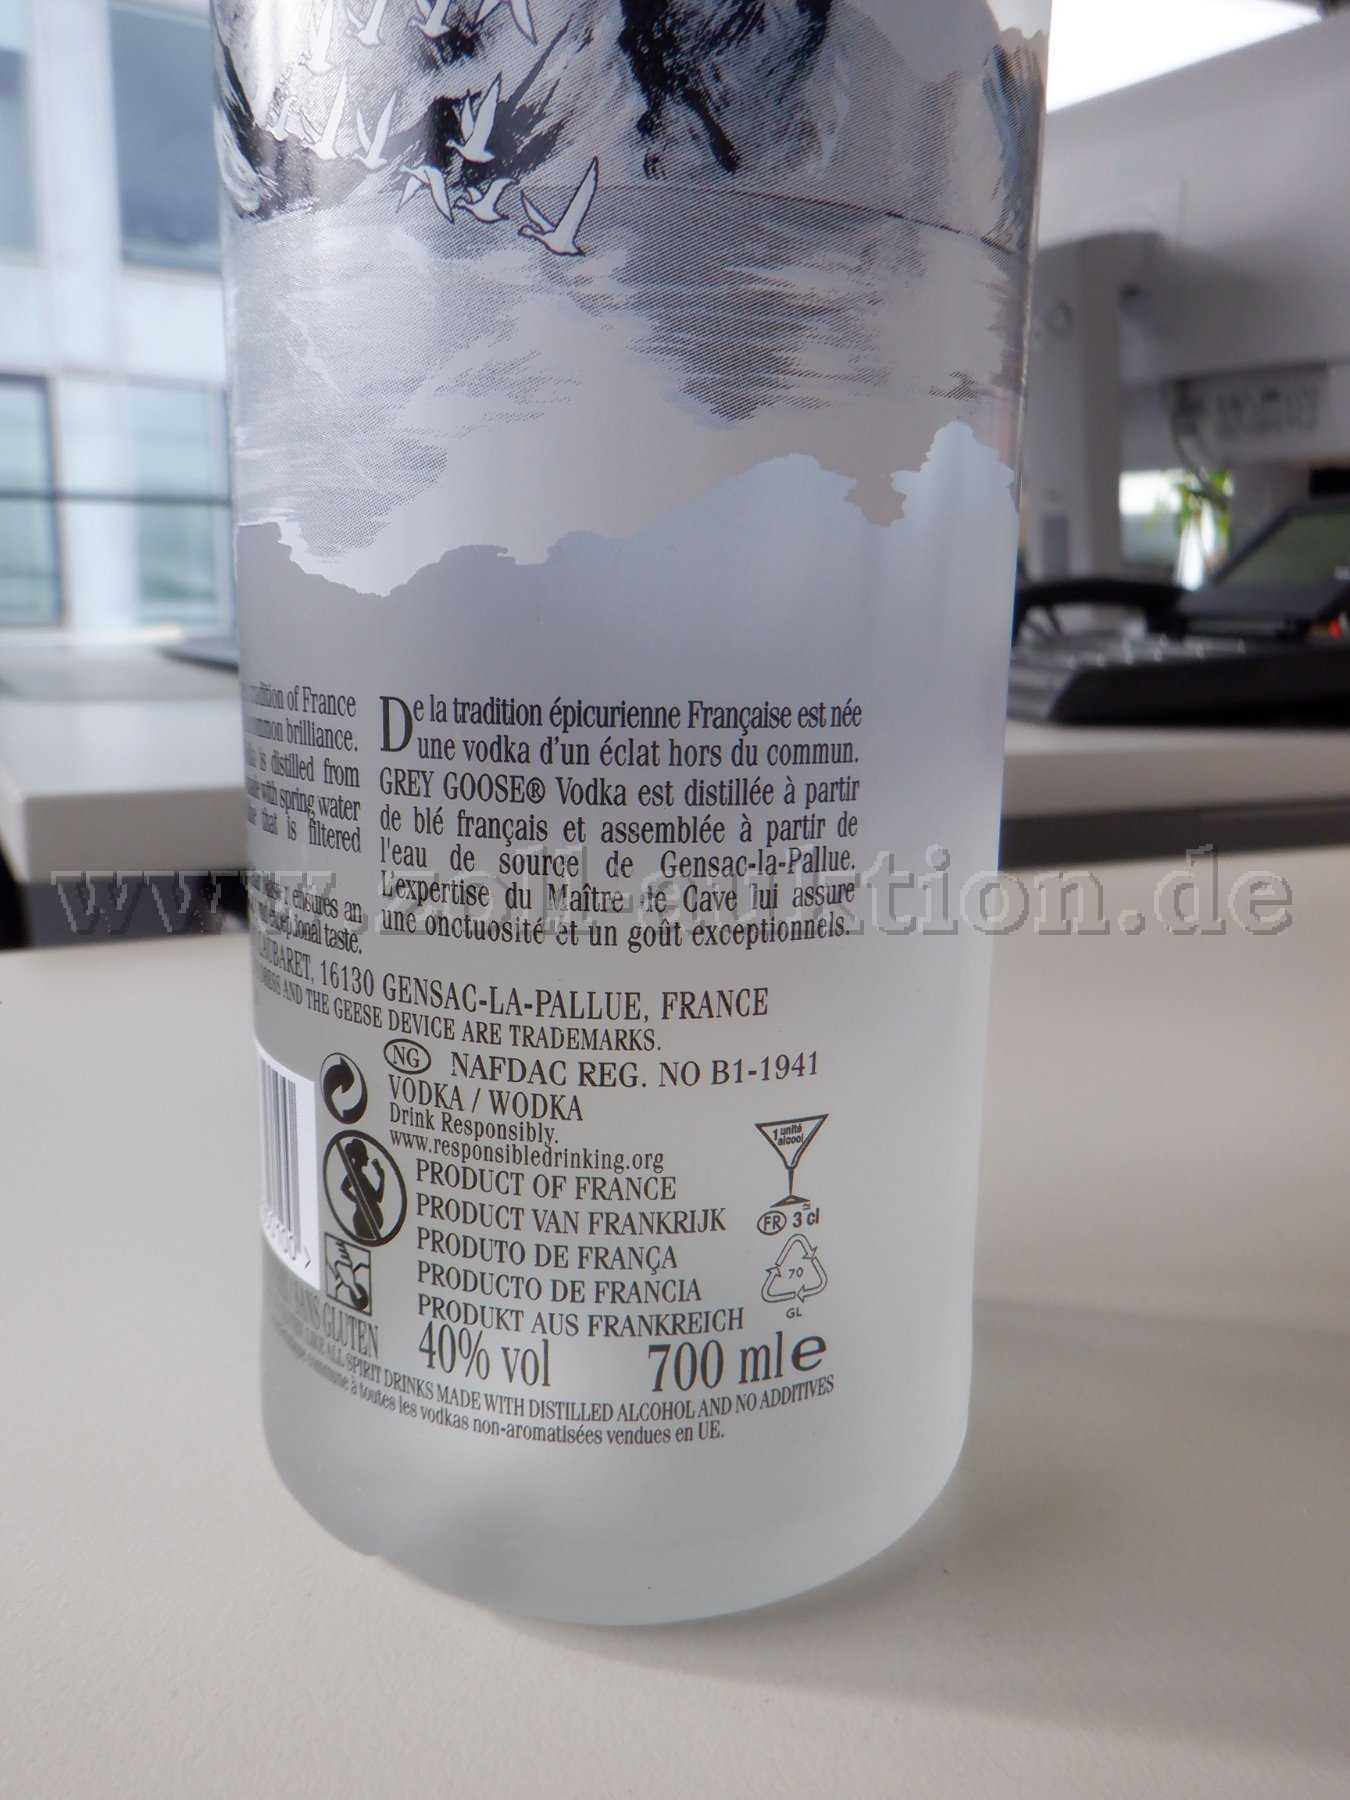 tradition of France
brilliance.
is distilled from
with spring water
that is filtered
ensures an
taste.
De la tradition épicurienne Française est née
une vodka d'un éclat hors du commun.
GREY GOOSE® Vodka est distillée à partir
de blé français et assemblée à partir de
l'eau de source de Gensac-la-Pallue.
L'expertise du Maître de Cave lui assure
une onctuosité et un goût exceptionnels.
www.zoll-auktion.de
LAUBARET, 16130 GENSAC-LA-PALLUE, FRANCE
AND THE GEESE DEVICE ARE TRADEMARKS.
NG NAFDAC REG. NO B1-1941
VODKA / WODKA
Drink Responsibly.
www.responsibledrinking.org
PRODUCT OF FRANCE
PRODUCT VAN FRANKRIJK
PRODUTO DE FRANÇA
PRODUCTO DE FRANCIA
PRODUKT AUS FRANKREICH
1 unité
alcool
FR 3 cl
70
GL
SANS GLUTEN
40% vol 700 ml e
ALL SPIRIT DRINKS MADE WITH DISTILLED ALCOHOL AND NO ADDITIVES
commune à toutes les vodkas non-aromatisées vendues en UE.